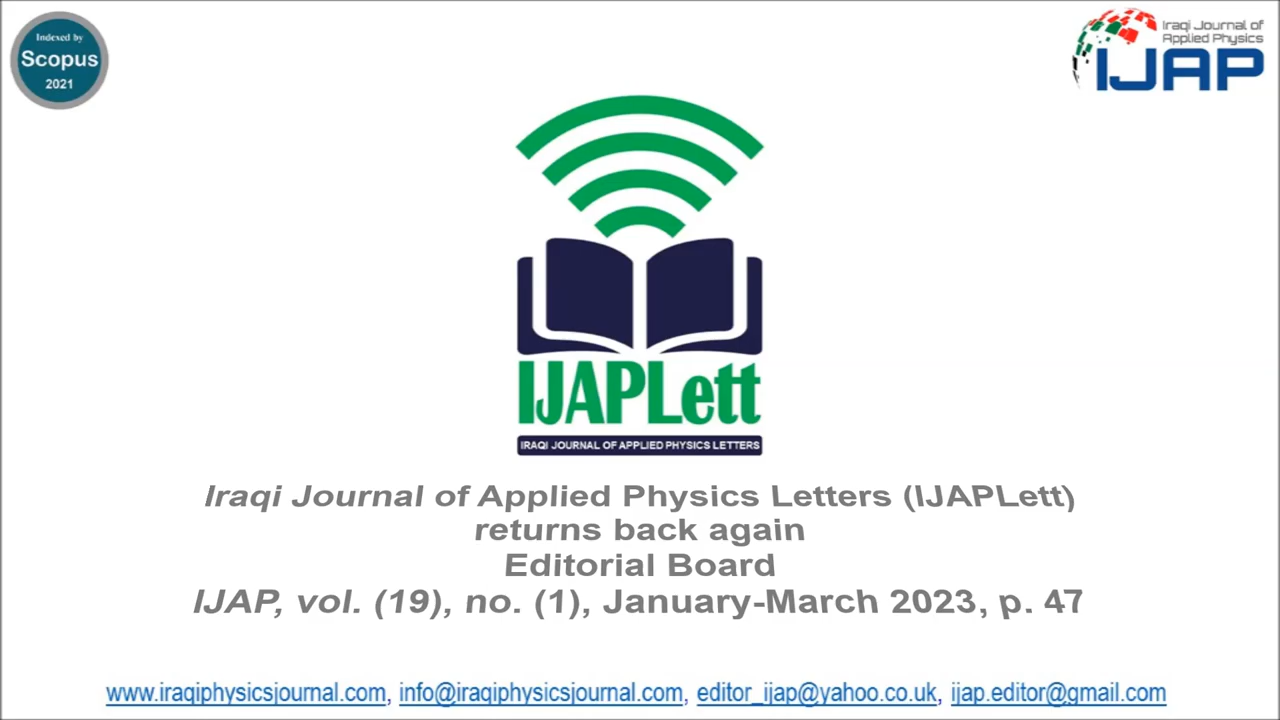 Indexed by
Scopus
2021
Iraqi Journal of
Applied Physics
IJAP
IJAPLett
IRAQI JOURNAL OF APPLIED PHYSICS LETTERS
Iraqi Journal of Applied Physics Letters (IJAPLett)
returns back again
Editorial Board
IJAP, vol. (19), no. (1), January-March 2023, p. 47
www.iraqiphysicsjournal.com, info@iraqiphysicsjournal.com, editor_ijap@yahoo.co.uk, ijap.editor@gmail.com